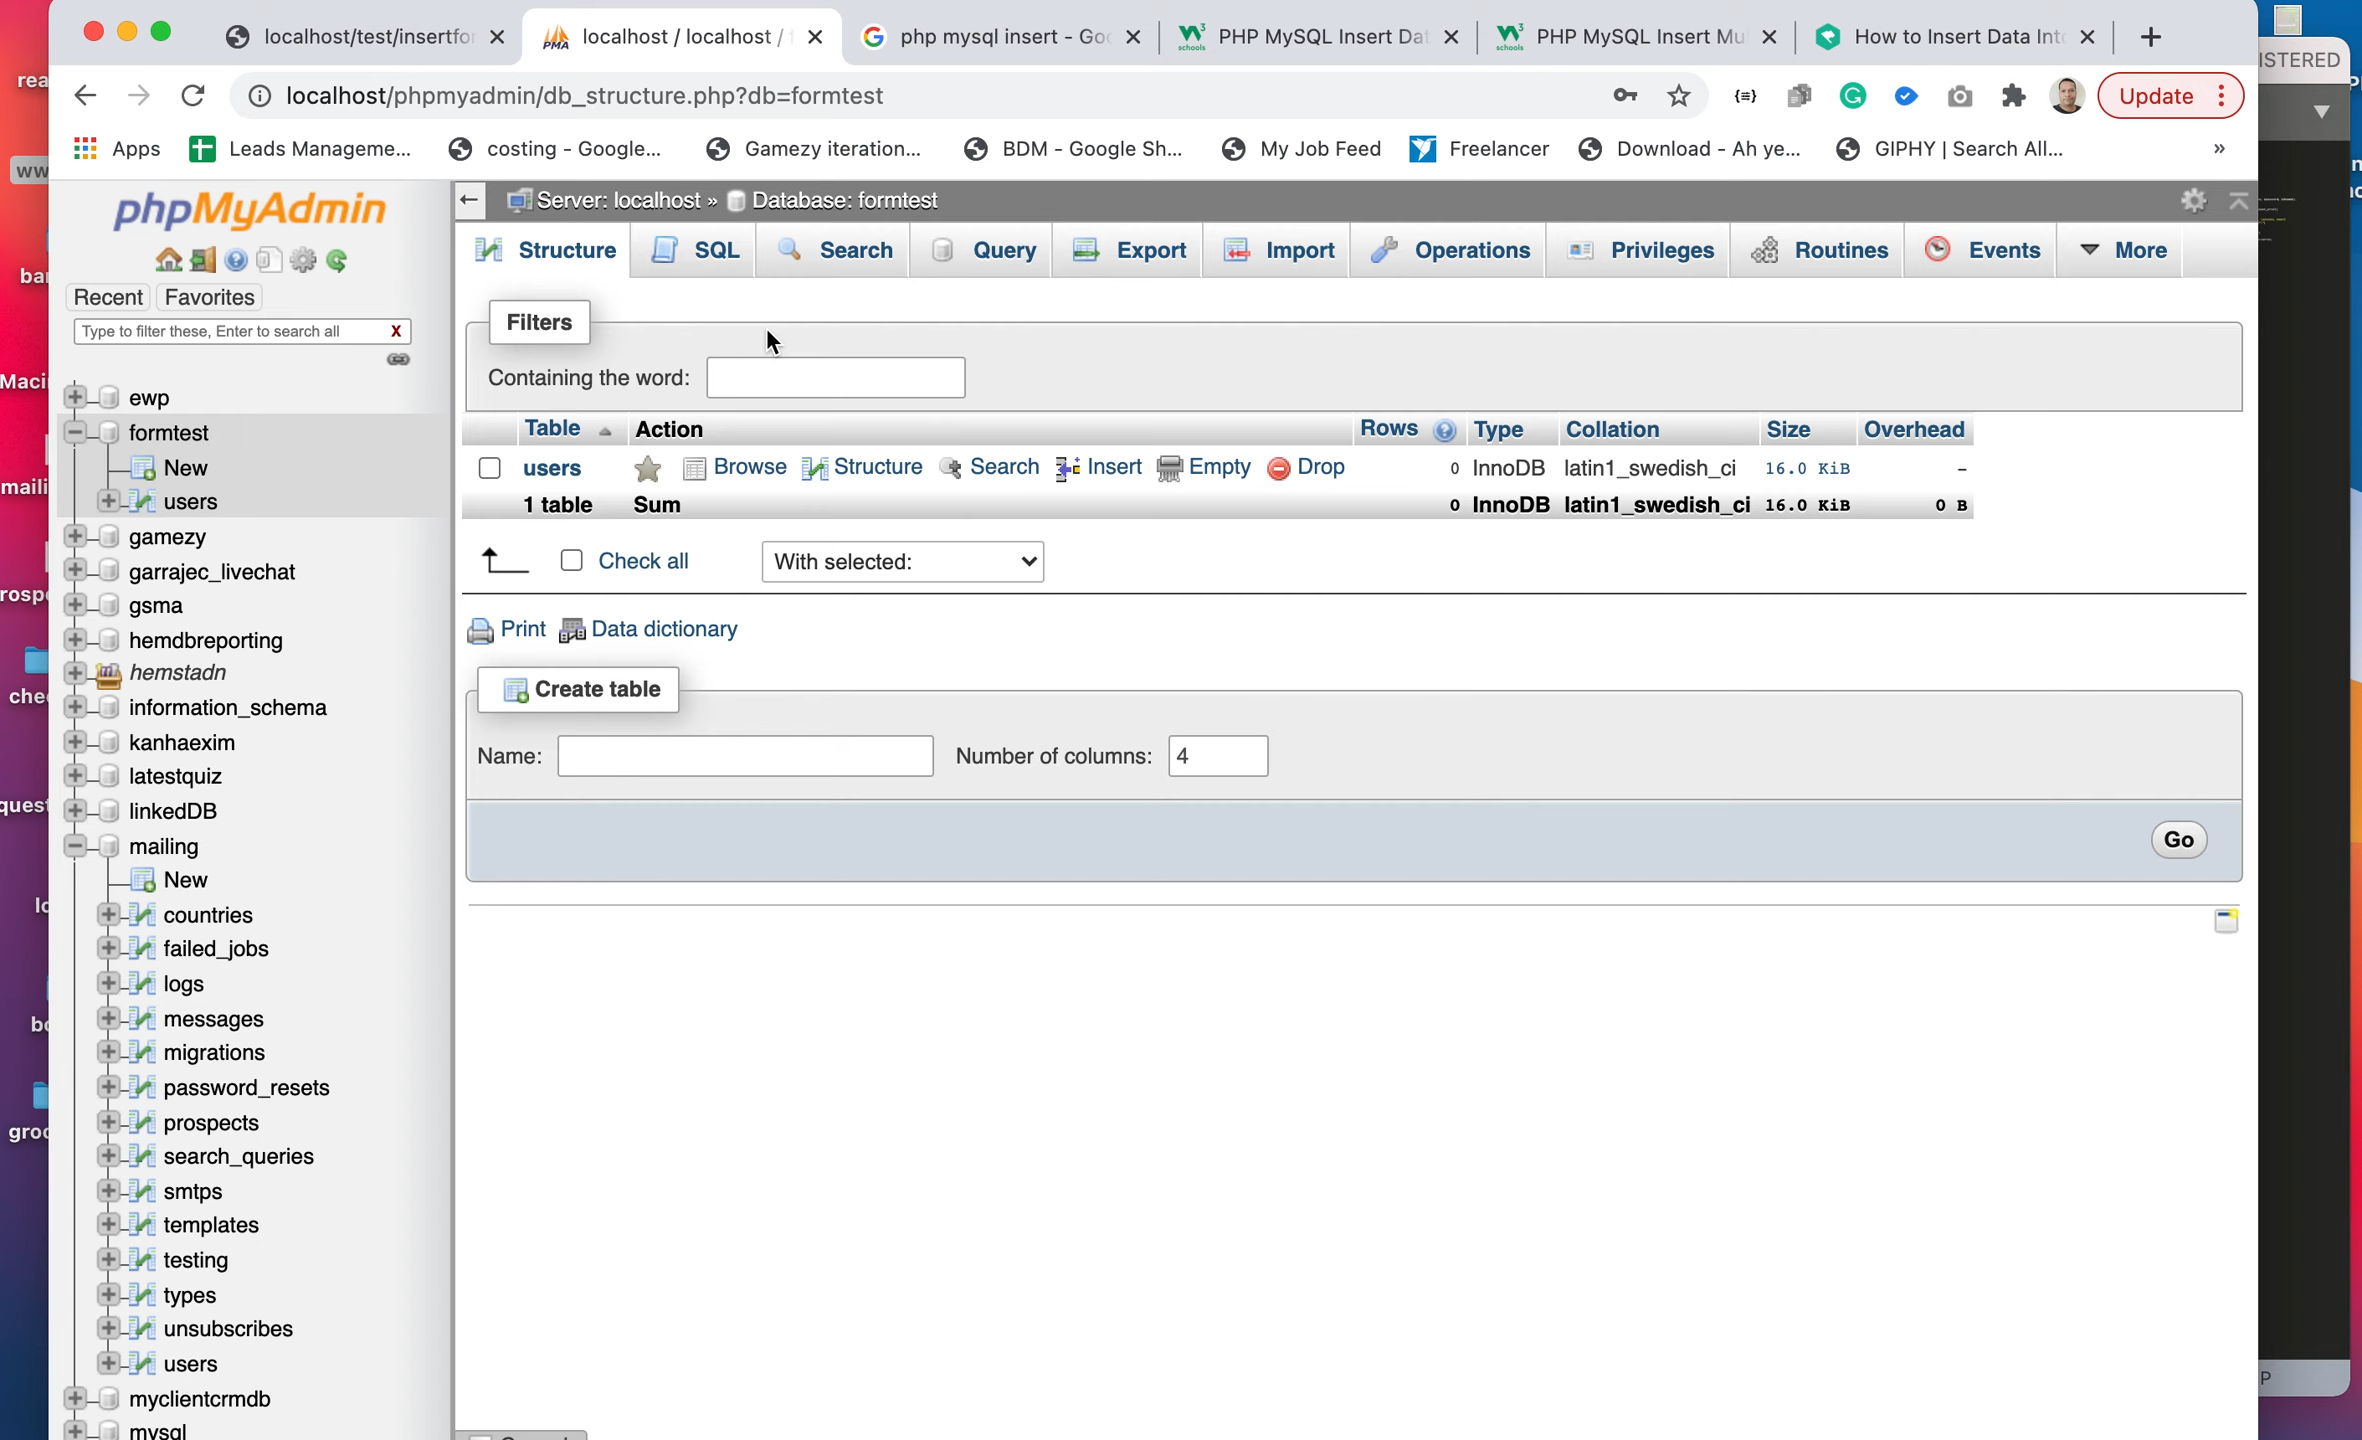 localhost/test/insertfor
localhost / localhost / f
php mysql insert - Goo
PHP MySQL Insert Dat
PHP MySQL Insert Mul
How to Insert Data Into
ISTERED
localhost/phpmyadmin/db_structure.php?db=formtest
Update
Apps
Leads Manageme...
costing - Google...
Gamezy iteration...
BDM - Google Sh...
My Job Feed
Freelancer
Download - Ah ye...
GIPHY | Search All...
»
phpMyAdmin
Server: localhost » Database: formtest
Structure
SQL
Search
Query
Export
Import
Operations
Privileges
Routines
Events
More
Recent
Favorites
Type to filter these, Enter to search all
X
Filters
Containing the word:
Table Action Rows Type Collation Size Overhead
users Browse Structure Search Insert Empty Drop 0 InnoDB latin1_swedish_ci 16.0 KiB -
1 table Sum 0 InnoDB latin1_swedish_ci 16.0 KiB 0 B
Check all
With selected:
Print
Data dictionary
Create table
Name:
Number of columns: 4
Go
ewp
formtest
New
users
gamezy
garrajec_livechat
gsma
hemdbreporting
hemstadn
information_schema
kanhaexim
latestquiz
linkedDB
mailing
New
countries
failed_jobs
logs
messages
migrations
password_resets
prospects
search_queries
smtps
templates
testing
types
unsubscribes
users
myclientcrmdb
mysql